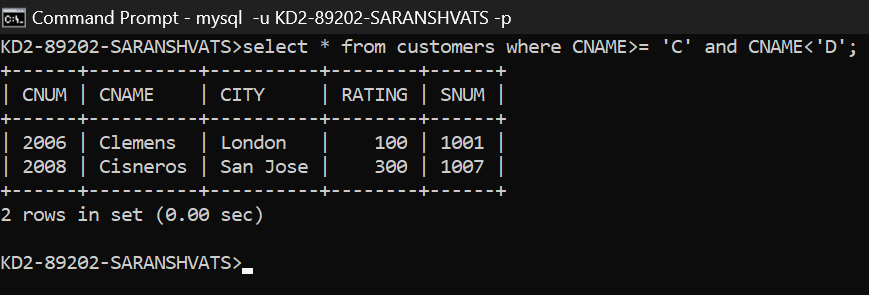 Command Prompt - mysql  -u KD2-89202-SARANSHVATS -p
KD2-89202-SARANSHVATS>select * from customers where CNAME>= 'C' and CNAME<'D';
+------+----------+----------+--------+------+
| CNUM | CNAME    | CITY     | RATING | SNUM |
+------+----------+----------+--------+------+
| 2006 | Clemens  | London   |    100 | 1001 |
| 2008 | Cisneros | San Jose |    300 | 1007 |
+------+----------+----------+--------+------+
2 rows in set (0.00 sec)
KD2-89202-SARANSHVATS>